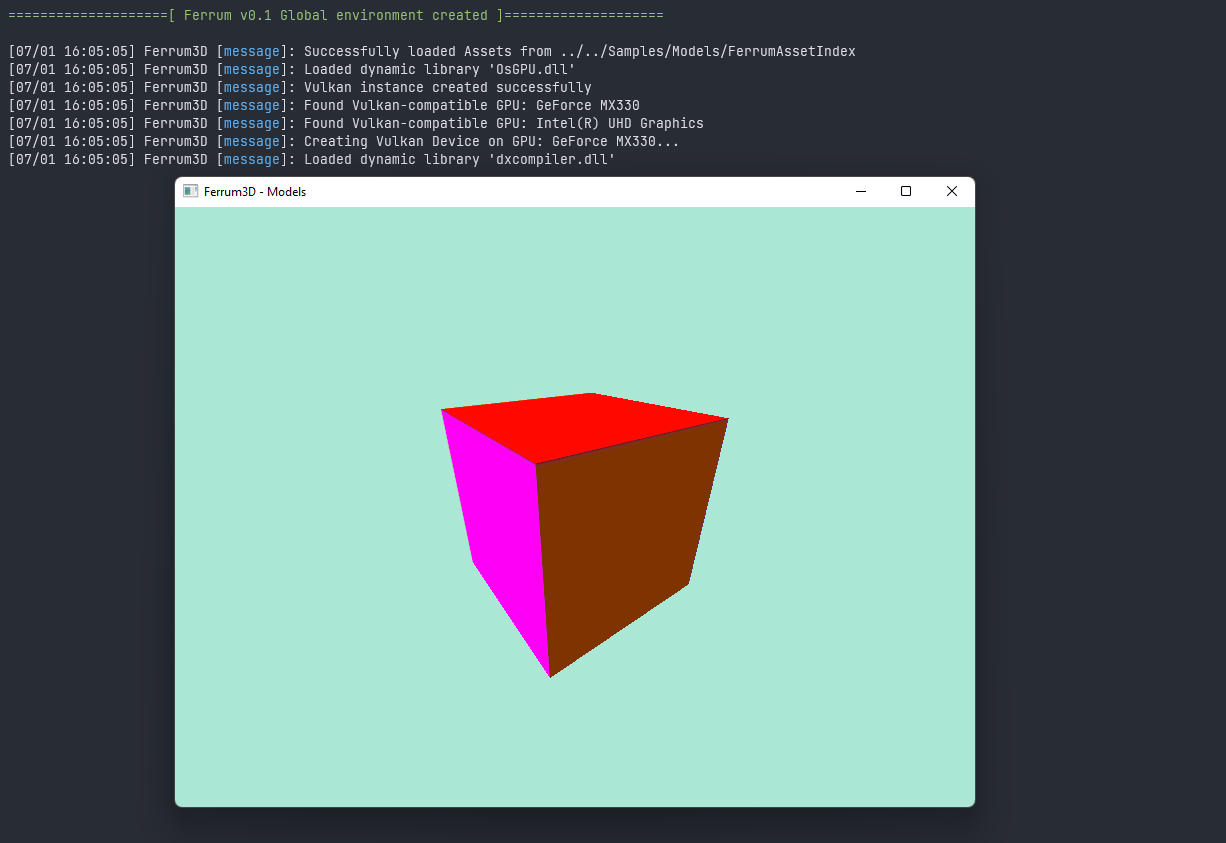 ====================[ Ferrum v0.1 Global environment created ]====================
[07/01 16:05:05] Ferrum3D [message]: Successfully loaded Assets from ../../Samples/Models/FerrumAssetIndex
[07/01 16:05:05] Ferrum3D [message]: Loaded dynamic library 'OsGPU.dll'
[07/01 16:05:05] Ferrum3D [message]: Vulkan instance created successfully
[07/01 16:05:05] Ferrum3D [message]: Found Vulkan-compatible GPU: GeForce MX330
[07/01 16:05:05] Ferrum3D [message]: Found Vulkan-compatible GPU: Intel(R) UHD Graphics
[07/01 16:05:05] Ferrum3D [message]: Creating Vulkan Device on GPU: GeForce MX330...
[07/01 16:05:05] Ferrum3D [message]: Loaded dynamic library 'dxcompiler.dll'
Ferrum3D - Models